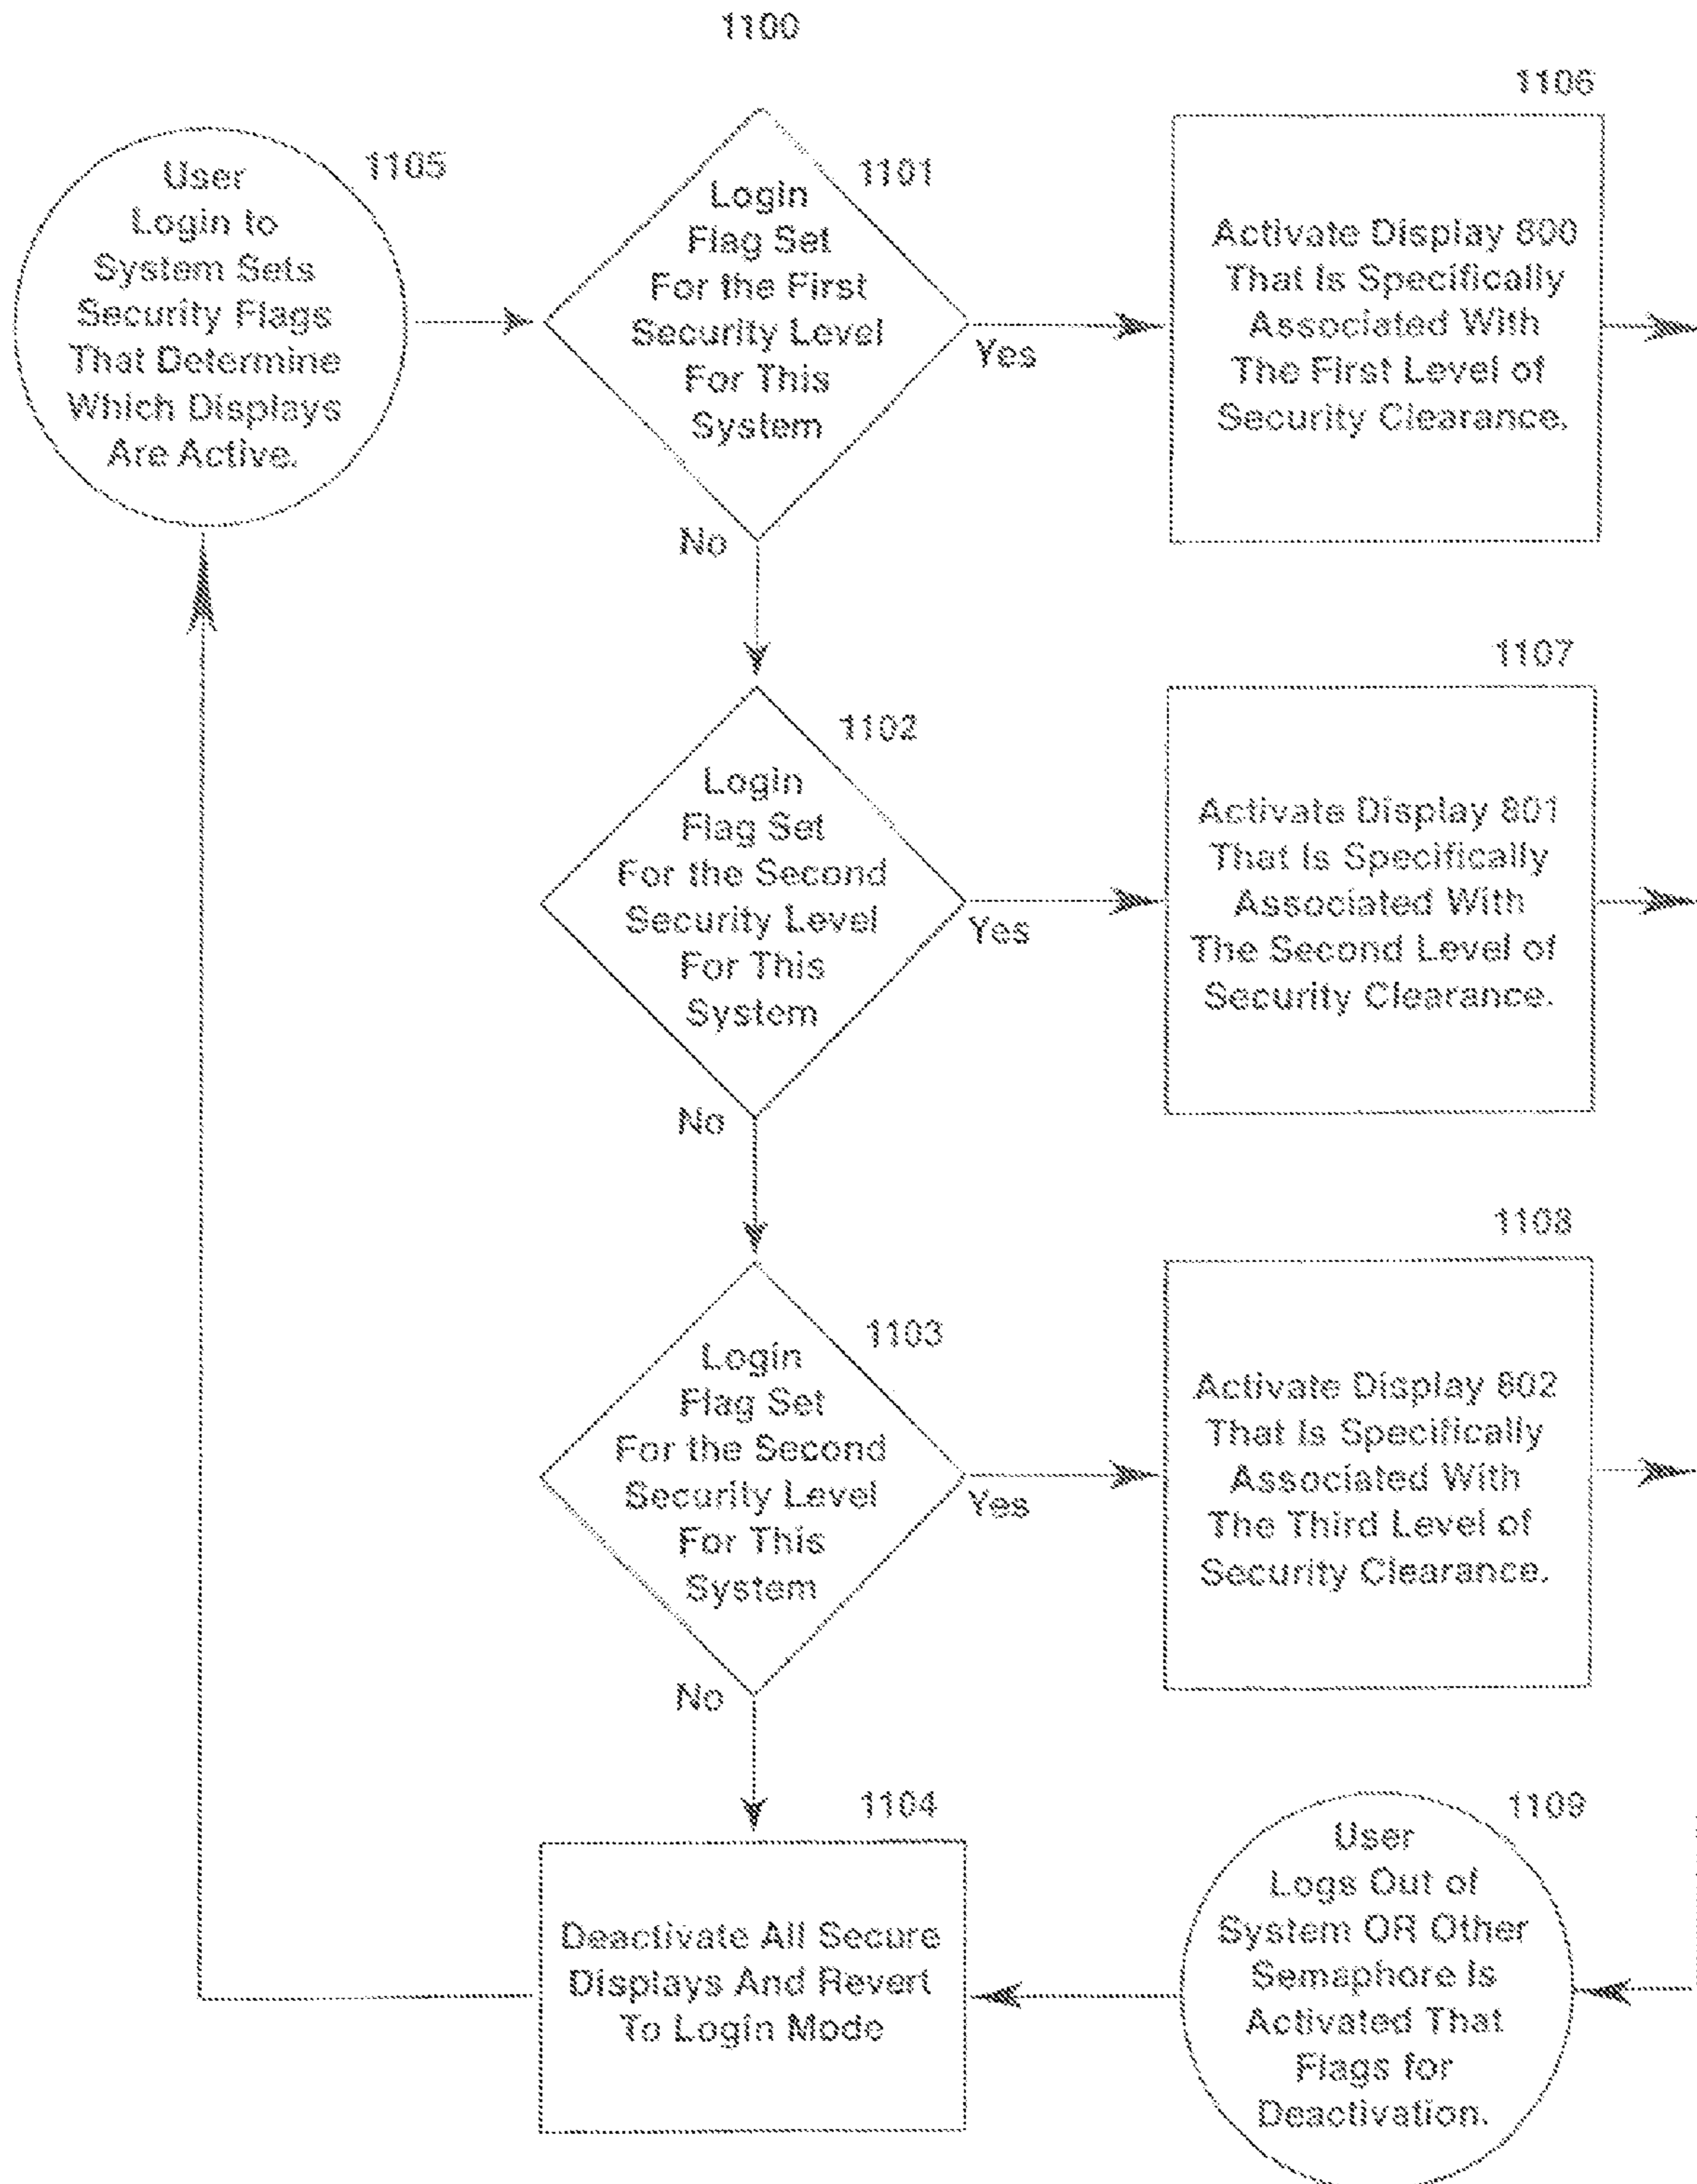 1100
1105
User
Login to
System Sets
Security Flags
That Determine
Which Displays
Are Active.
1101
Login
Flag Set
For the First
Security Level
For This
System
Yes
No
1106
Activate Display 800
That Is Specifically
Associated With
The First Level of
Security Clearance.
1102
Login
Flag Set
For the Second
Security Level
For This
System
Yes
No
1107
Activate Display 801
That Is Specifically
Associated With
The Second Level of
Security Clearance.
1103
Login
Flag Set
For the Second
Security Level
For This
System
Yes
No
1108
Activate Display 802
That Is Specifically
Associated With
The Third Level of
Security Clearance.
1104
Deactivate All Secure
Displays And Revert
To Login Mode
1109
User
Logs Out of
System OR Other
Semaphore Is
Activated That
Flags for
Deactivation.